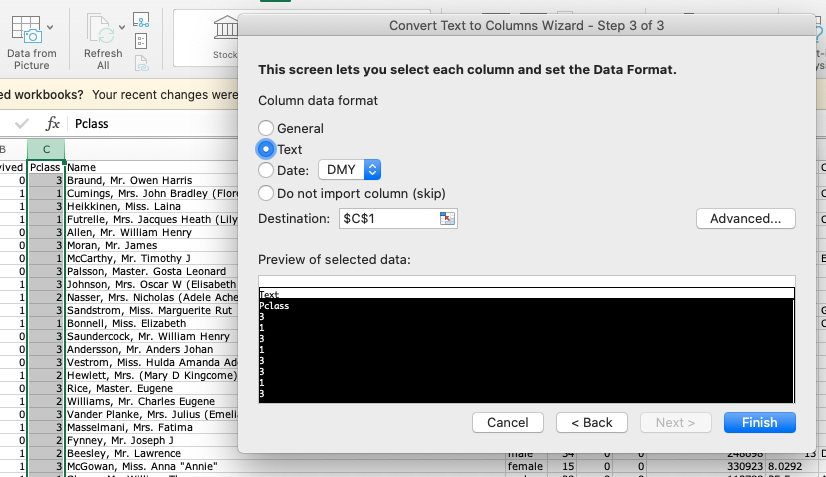 Convert Text to Columns Wizard - Step 3 of 3
Data from
Picture
Refresh
All
Stock
ed workbooks? Your recent changes were
fx Pclass
B C
vived Pclass Name
0 3 Braund, Mr. Owen Harris
1 1 Cumings, Mrs. John Bradley (Flore
1 3 Heikkinen, Miss. Laina
1 1 Futrelle, Mrs. Jacques Heath (Lily
0 3 Allen, Mr. William Henry
0 3 Moran, Mr. James
0 1 McCarthy, Mr. Timothy J
0 3 Palsson, Master. Gosta Leonard
1 3 Johnson, Mrs. Oscar W (Elisabeth
1 2 Nasser, Mrs. Nicholas (Adele Ache
1 3 Sandstrom, Miss. Marguerite Rut
1 1 Bonnell, Miss. Elizabeth
0 3 Saundercock, Mr. William Henry
0 3 Andersson, Mr. Anders Johan
0 3 Vestrom, Miss. Hulda Amanda Ad
1 2 Hewlett, Mrs. (Mary D Kingcome)
0 3 Rice, Master. Eugene
1 2 Williams, Mr. Charles Eugene
0 3 Vander Planke, Mrs. Julius (Emeli
1 3 Masselmani, Mrs. Fatima
0 2 Fynney, Mr. Joseph J
1 2 Beesley, Mr. Lawrence male 34 0 0 248698 13 D
1 3 McGowan, Miss. Anna "Annie" female 15 0 0 330923 8.0292
This screen lets you select each column and set the Data Format.
Column data format
General
Text
Date: DMY
Do not import column (skip)
Destination: $C$1
Advanced...
Preview of selected data:
Text
Pclass
3
1
3
1
3
3
1
3
Cancel < Back Next > Finish